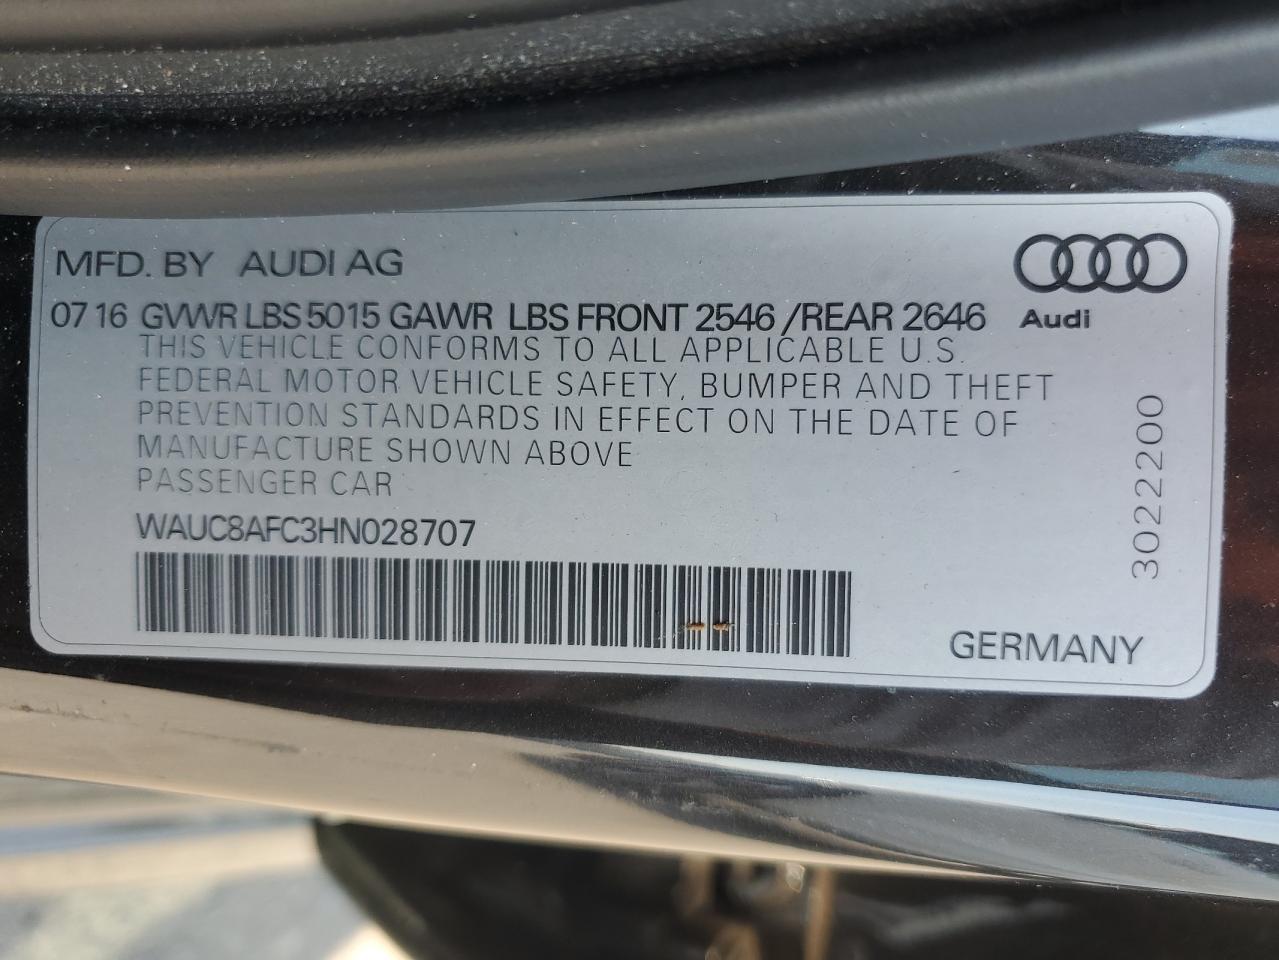 MFD. BY AUDI AG
07 16 GVWR LBS 5015 GAWR LBS FRONT 2546 /REAR 2646
Audi
THIS VEHICLE CONFORMS TO ALL APPLICABLE U.S.
FEDERAL MOTOR VEHICLE SAFETY, BUMPER AND THEFT
PREVENTION STANDARDS IN EFFECT ON THE DATE OF
MANUFACTURE SHOWN ABOVE
PASSENGER CAR
WAUC8AFC3HN028707
3022200
GERMANY